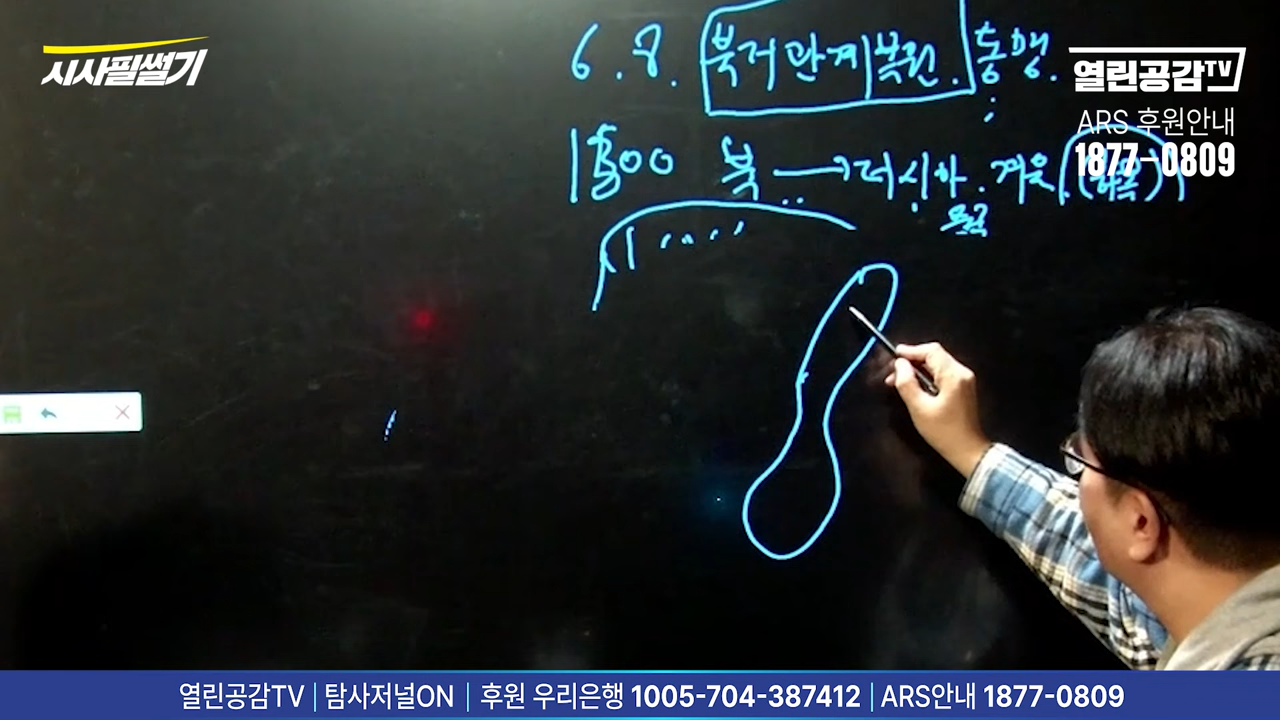 시사필썰기
6.8. 북러관계복원. 동맹.
열린공감TV
ARS 후원안내
1877-0809
1500 북 → 러시아. 겨울.
열린공감TV | 탐사저널ON | 후원 우리은행 1005-704-387412 | ARS안내 1877-0809